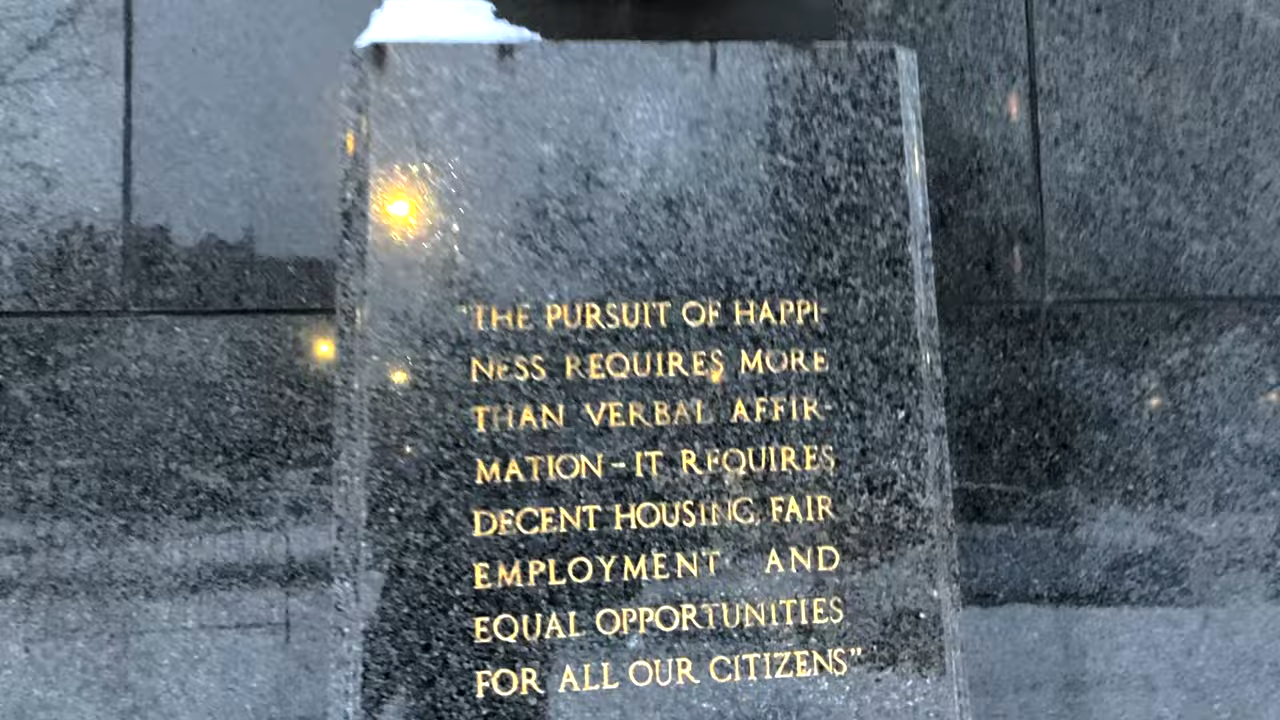 "THE PURSUIT OF HAPPI-
NESS REQUIRES MORE
THAN VERBAL AFFIR-
MATION-IT REQUIRES
DECENT HOUSING, FAIR
EMPLOYMENT AND
EQUAL OPPORTUNITIES
FOR ALL OUR CITIZENS"